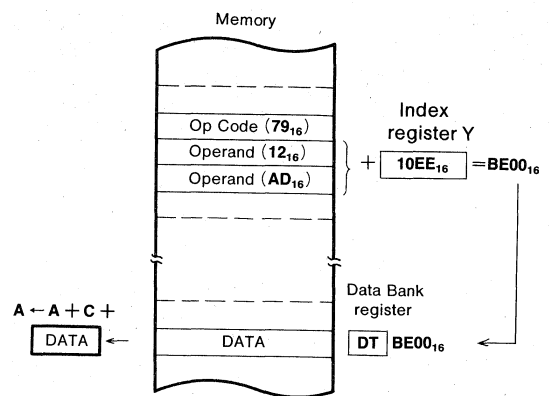 Memory
Op Code (79₁₆)
Operand (12₁₆)
Operand (AD₁₆)
Index
register Y
+ 10EE₁₆ =BE00₁₆
Data Bank
register
A ← A + C +
DATA ←
DATA
DT BE00₁₆